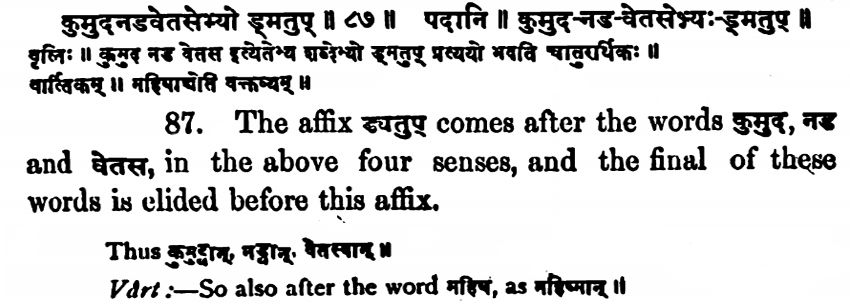 कुमुदनडवेतसेभ्यो ड्मतुप् ॥ ८७ ॥ पदानि ॥ कुमुद-नड-वेतसेभ्यः-ड्मतुप् ॥
वृत्तिः ॥ कुमुद नड वेतस इत्येतेभ्य शब्देभ्यो ड्मतुप् प्रत्ययो भवति चातुरर्थिकः ॥
वार्त्तिकम् ॥ महिषाच्चेति वक्तव्यम् ॥
87. The affix ड्यतुप् comes after the words कुमुद, नड
and वेतस, in the above four senses, and the final of these
words is elided before this affix.
Thus कुमुद्वान्, नड्वान्, वेतस्वान् ॥
Vârt :—So also after the word महिष, as महिष्मान् ॥